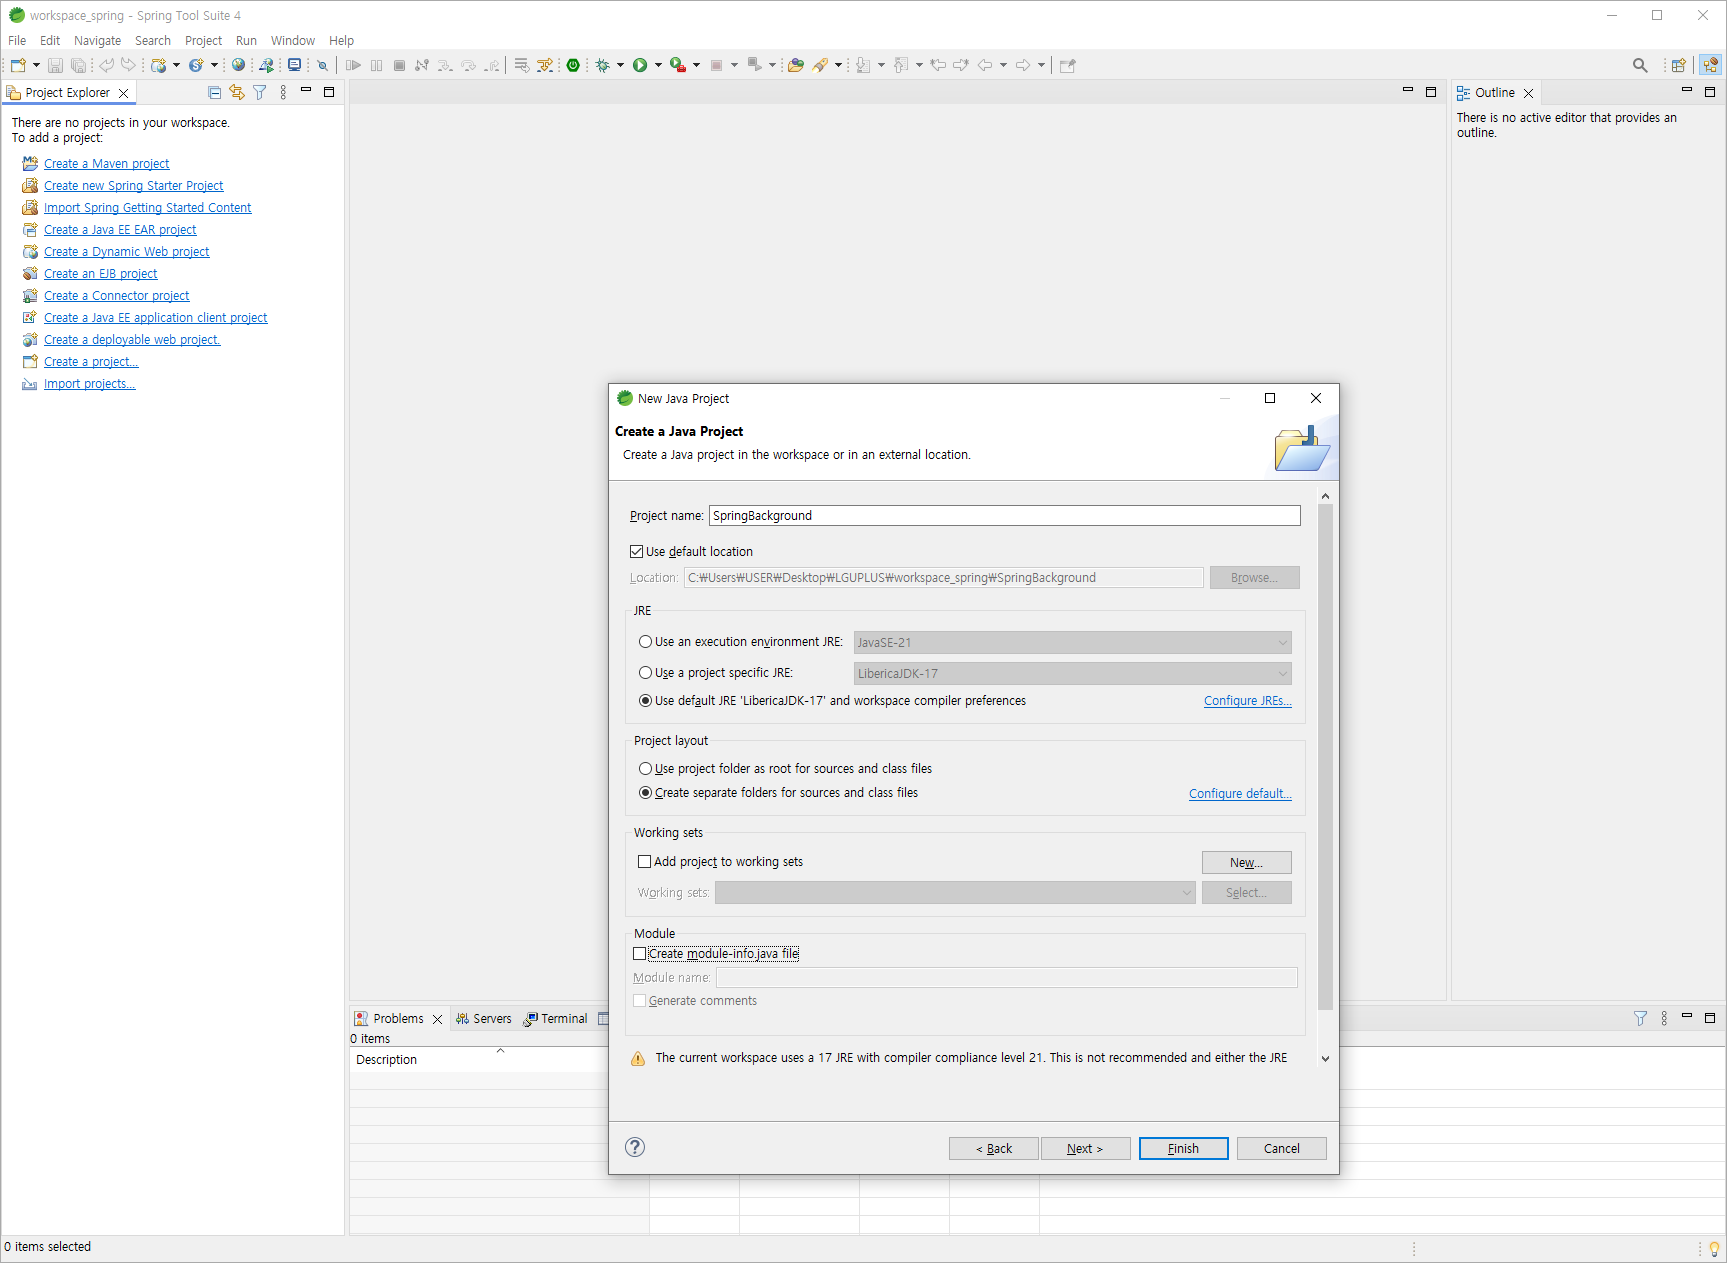 workspace_spring - Spring Tool Suite 4
File Edit Navigate Search Project Run Window Help
Project Explorer
There are no projects in your workspace.
To add a project:
Create a Maven project
Create new Spring Starter Project
Import Spring Getting Started Content
Create a Java EE EAR project
Create a Dynamic Web project
Create an EJB project
Create a Connector project
Create a Java EE application client project
Create a deployable web project.
Create a project...
Import projects...
Outline
There is no active editor that provides an
outline.
New Java Project
Create a Java Project
Create a Java project in the workspace or in an external location.
Project name: SpringBackground
Use default location
Location: C:₩Users₩USER₩Desktop₩LGUPLUS₩workspace_spring₩SpringBackground Browse...
JRE
Use an execution environment JRE: JavaSE-21
Use a project specific JRE: LibericaJDK-17
Use default JRE 'LibericaJDK-17' and workspace compiler preferences Configure JREs...
Project layout
Use project folder as root for sources and class files
Create separate folders for sources and class files Configure default...
Working sets
Add project to working sets New...
Working sets: Select...
Module
Create module-info.java file
Module name:
Generate comments
The current workspace uses a 17 JRE with compiler compliance level 21. This is not recommended and either the JRE
< Back Next > Finish Cancel
Problems Servers Terminal
0 items
Description
0 items selected